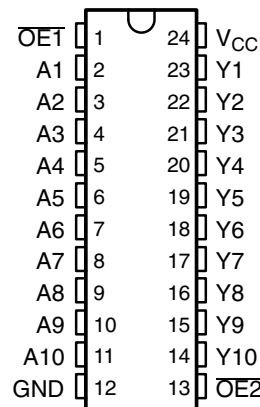 O̅E̅1̅ 1 24 VCC
A1 2 23 Y1
A2 3 22 Y2
A3 4 21 Y3
A4 5 20 Y4
A5 6 19 Y5
A6 7 18 Y6
A7 8 17 Y7
A8 9 16 Y8
A9 10 15 Y9
A10 11 14 Y10
GND 12 13 O̅E̅2̅